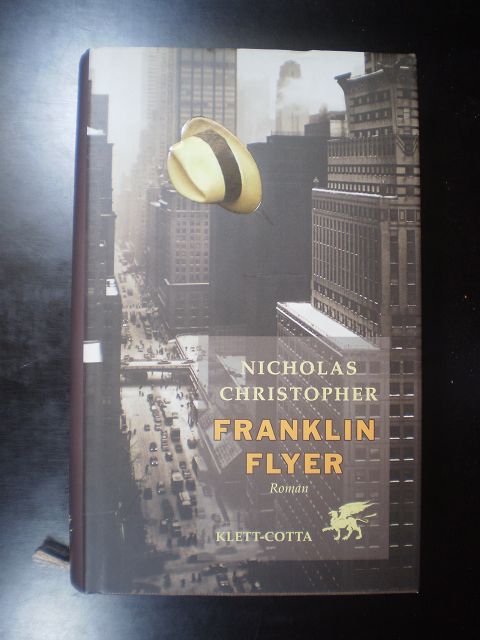 NICHOLAS
CHRISTOPHER
FRANKLIN
FLYER
Roman
KLETT-COTTA